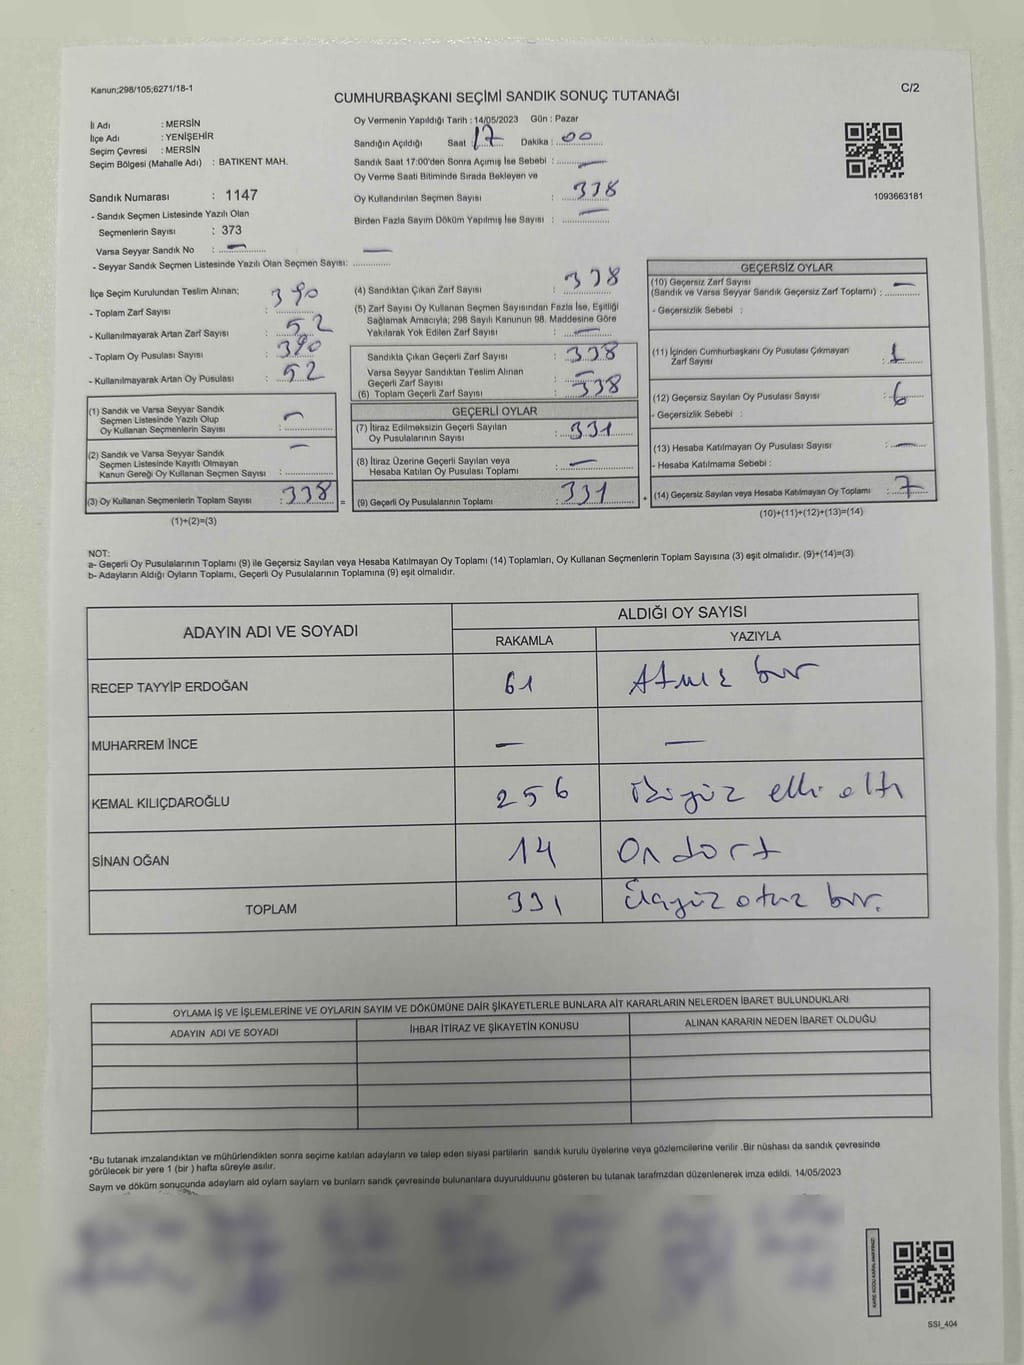 Kanun;298/105;6271/18-1
C/2
CUMHURBAŞKANI SEÇİMİ SANDIK SONUÇ TUTANAĞI
İl Adı : MERSİN
İlçe Adı : YENİŞEHİR
Seçim Çevresi : MERSİN
Seçim Bölgesi (Mahalle Adı) : BATIKENT MAH.
Sandık Numarası : 1147
- Sandık Seçmen Listesinde Yazılı Olan
Seçmenlerin Sayısı : 373
Varsa Seyyar Sandık No : —
- Seyyar Sandık Seçmen Listesinde Yazılı Olan Seçmen Sayısı: —
Oy Vermenin Yapıldığı Tarih : 14/05/2023 Gün : Pazar
Sandığın Açıldığı Saat : 17 Dakika : 00
Sandık Saat 17:00'den Sonra Açımış İse Sebebi : —
Oy Verme Saati Bitiminde Sırada Bekleyen ve
Oy Kullandırılan Seçmen Sayısı : 338
Birden Fazla Sayım Döküm Yapılmış İse Sayısı : —
1093663181
İlçe Seçim Kurulundan Teslim Alınan;
- Toplam Zarf Sayısı : 390
- Kullanılmayarak Artan Zarf Sayısı : 52
- Toplam Oy Pusulası Sayısı : 390
- Kullanılmayarak Artan Oy Pusulası : 52
(1) Sandık ve Varsa Seyyar Sandık
Seçmen Listesinde Yazılı Olup
Oy Kullanan Seçmenlerin Sayısı : —
(2) Sandık ve Varsa Seyyar Sandık
Seçmen Listesinde Kayıtlı Olmayan
Kanun Gereği Oy Kullanan Seçmen Sayısı : —
(3) Oy Kullanan Seçmenlerin Toplam Sayısı : 338 =
(1)+(2)=(3)
(4) Sandıktan Çıkan Zarf Sayısı : 338
(5) Zarf Sayısı Oy Kullanan Seçmen Sayısından Fazla İse, Eşitliği
Sağlamak Amacıyla; 298 Sayılı Kanunun 98. Maddesine Göre
Yakılarak Yok Edilen Zarf Sayısı : —
Sandıkta Çıkan Geçerli Zarf Sayısı : 338
Varsa Seyyar Sandıktan Teslim Alınan
Geçerli Zarf Sayısı : —
(6) Toplam Geçerli Zarf Sayısı : 338
GEÇERLİ OYLAR
(7) İtiraz Edilmeksizin Geçerli Sayılan
Oy Pusulalarının Sayısı : 331
(8) İtiraz Üzerine Geçerli Sayılan veya
Hesaba Katılan Oy Pusulası Toplamı : —
(9) Geçerli Oy Pusulalarının Toplamı : 331 +
GEÇERSİZ OYLAR
(10) Geçersiz Zarf Sayısı
(Sandık ve Varsa Seyyar Sandık Geçersiz Zarf Toplamı) : —
- Geçersizlik Sebebi :
(11) İçinden Cumhurbaşkanı Oy Pusulası Çıkmayan
Zarf Sayısı : 1
(12) Geçersiz Sayılan Oy Pusulası Sayısı : 6
- Geçersizlik Sebebi :
(13) Hesaba Katılmayan Oy Pusulası Sayısı : —
- Hesaba Katılmama Sebebi :
(14) Geçersiz Sayılan veya Hesaba Katılmayan Oy Toplamı : 7
(10)+(11)+(12)+(13)=(14)
NOT:
a- Geçerli Oy Pusulalarının Toplamı (9) ile Geçersiz Sayılan veya Hesaba Katılmayan Oy Toplamı (14) Toplamları, Oy Kullanan Seçmenlerin Toplam Sayısına (3) eşit olmalıdır. (9)+(14)=(3)
b- Adayların Aldığı Oyların Toplamı, Geçerli Oy Pusulalarının Toplamına (9) eşit olmalıdır.
ADAYIN ADI VE SOYADI ALDIĞI OY SAYISI
RAKAMLA YAZIYLA
RECEP TAYYİP ERDOĞAN 61 Atmış bir
MUHARREM İNCE — —
KEMAL KILIÇDAROĞLU 256 ikiyüz elli altı
SİNAN OĞAN 14 On dört
TOPLAM 331 Üçyüz otuz bir.
OYLAMA İŞ VE İŞLEMLERİNE VE OYLARIN SAYIM VE DÖKÜMÜNE DAİR ŞİKAYETLERLE BUNLARA AİT KARARLARIN NELERDEN İBARET BULUNDUKLARI
ADAYIN ADI VE SOYADI İHBAR İTİRAZ VE ŞİKAYETİN KONUSU ALINAN KARARIN NEDEN İBARET OLDUĞU
*Bu tutanak imzalandıktan ve mühürlendikten sonra seçime katılan adayların ve talep eden siyasi partilerin sandık kurulu üyelerine veya gözlemcilerine verilir .Bir nüshası da sandık çevresinde
görülecek bir yere 1 (bir ) hafta süreyle asılır.
Saym ve döküm sonucunda adaylam ald oylam saylam ve bunlam sandk çevresinde bulunanlara duyurulduunu gösteren bu tutanak tarafmzdan düzenlenerek imza edildi. 14/05/2023
SSI_404